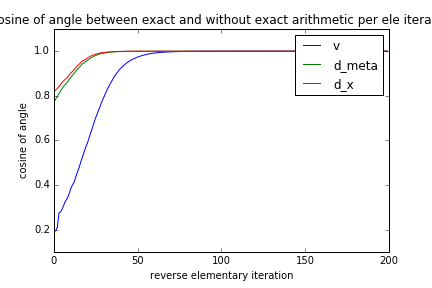 osine of angle between exact and without exact arithmetic per ele itera
1.0
0.8
0.6
0.4
0.2
cosine of angle
v
d_meta
d_x
0
50
100
150
200
reverse elementary iteration